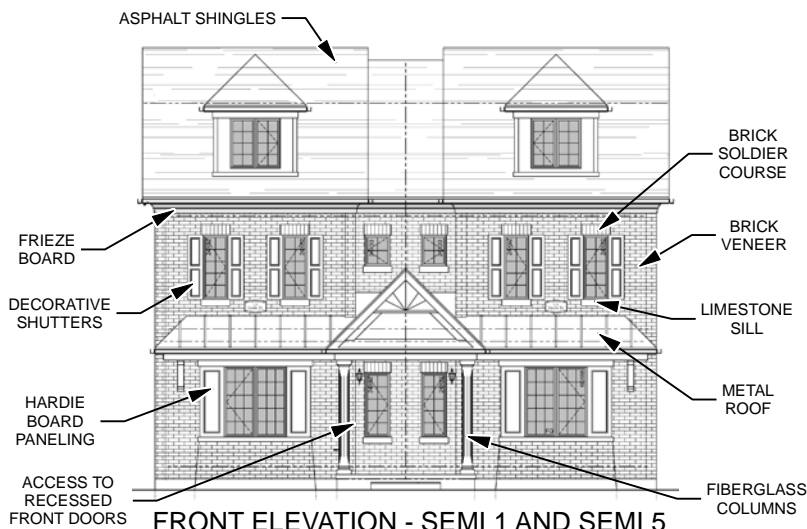 ASPHALT SHINGLES
BRICK
SOLDIER
COURSE
FRIEZE
BOARD
BRICK
VENEER
DECORATIVE
SHUTTERS
LIMESTONE
SILL
HARDIE
BOARD
PANELING
METAL
ROOF
ACCESS TO
RECESSED
FRONT DOORS
FIBERGLASS
COLUMNS
FRONT ELEVATION - SEMI 1 AND SEMI 5